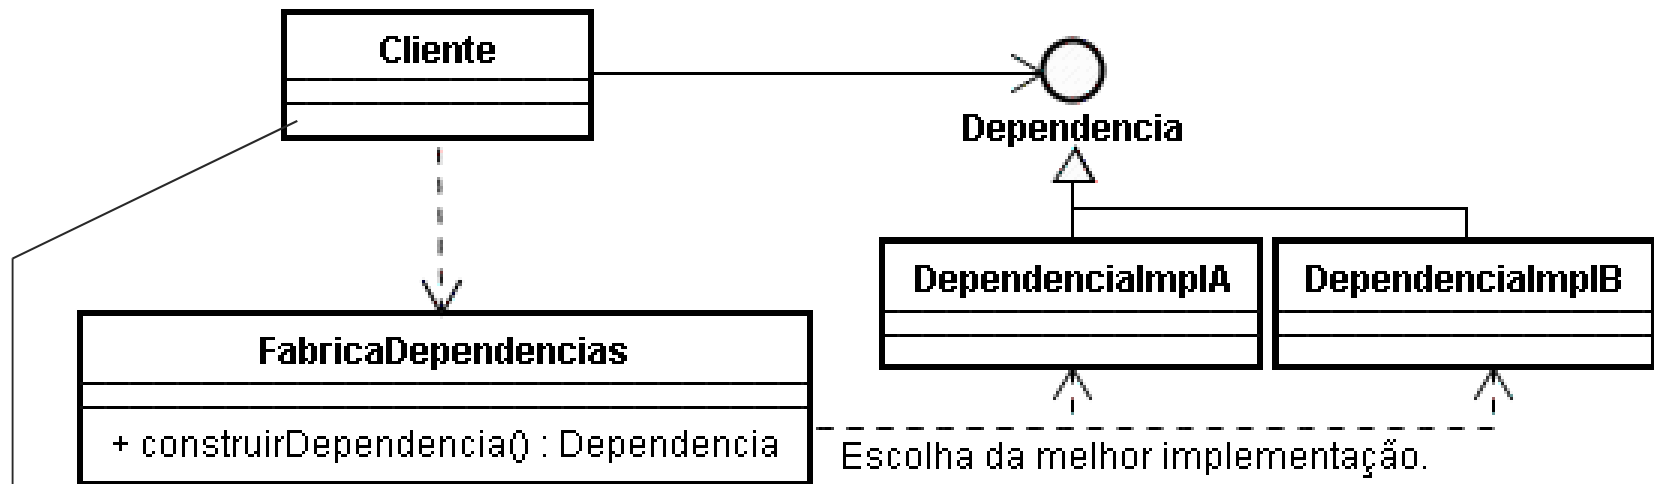 Cliente
Dependencia
DependenciaImplA
DependenciaImplB
FabricaDependencias
+ construirDependencia() : Dependencia
Escolha da melhor implementação.